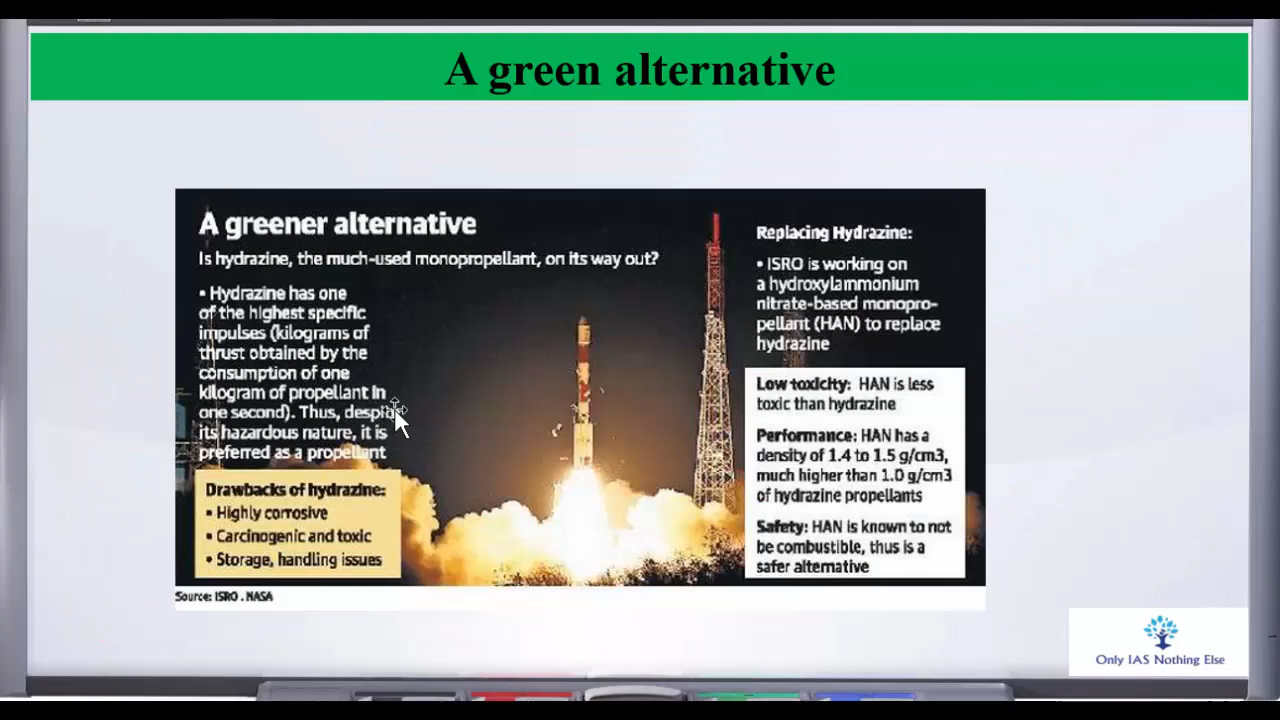 A green alternative
A greener alternative
Is hydrazine, the much-used monopropellant, on its way out?
• Hydrazine has one
of the highest specific
impulses (kilograms of
thrust obtained by the
consumption of one
kilogram of propellant in
one second). Thus, despite
its hazardous nature, it is
preferred as a propellant
Drawbacks of hydrazine:
• Highly corrosive
• Carcinogenic and toxic
• Storage, handling issues
Replacing Hydrazine:
• ISRO is working on
a hydroxylammonium
nitrate-based monopro-
pellant (HAN) to replace
hydrazine
Low toxicity: HAN is less
toxic than hydrazine
Performance: HAN has a
density of 1.4 to 1.5 g/cm3,
much higher than 1.0 g/cm3
of hydrazine propellants
Safety: HAN is known to not
be combustible, thus is a
safer alternative
Source: ISRO . NASA
Only IAS Nothing Else